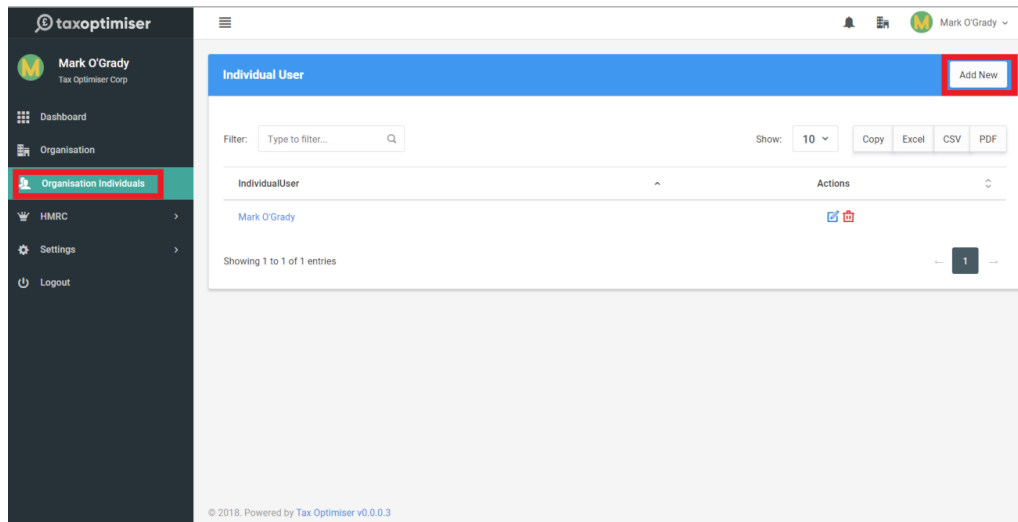 taxoptimiser
Mark O'Grady
Mark O'Grady
Tax Optimiser Corp
Dashboard
Organisation
Organisation Individuals
HMRC
Settings
Logout
Individual User
Add New
Filter: Type to filter... Show: 10 Copy Excel CSV PDF
IndividualUser Actions
Mark O'Grady
Showing 1 to 1 of 1 entries 1
© 2018. Powered by Tax Optimiser v0.0.0.3